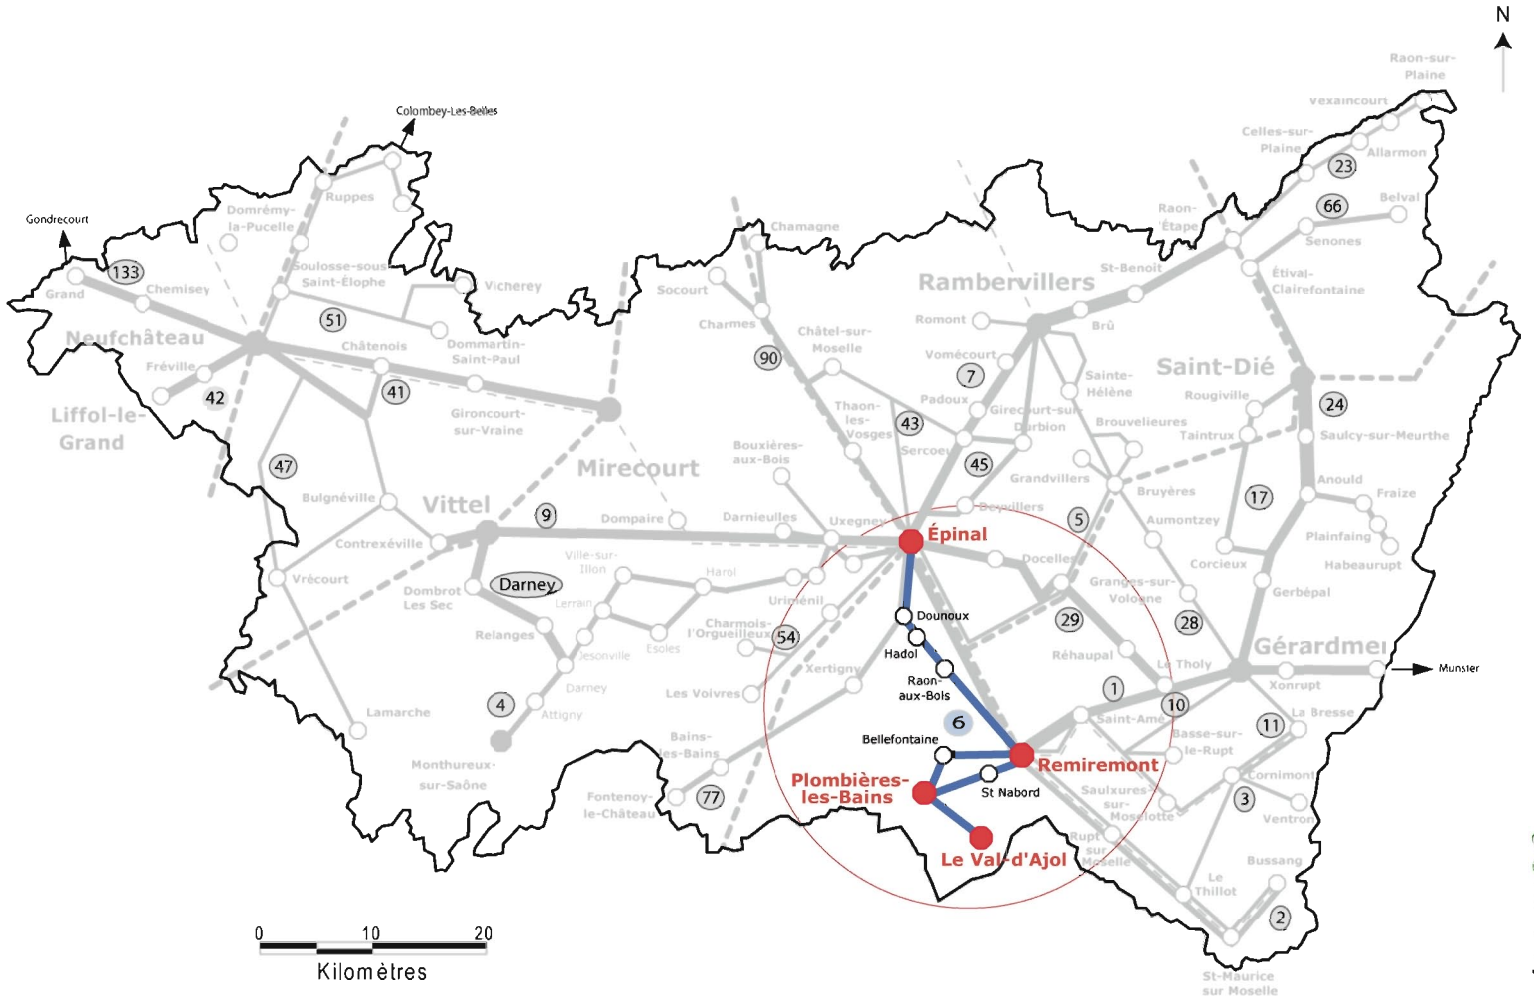 N
Raon-sur-
Plaine
Vexaincourt
Colombey-Les-Belles
Celles-sur-
Plaine
Allarmon
23
Ruppes
Belval
66
Domrémy-
la-Pucelle
Raon-
l'Étape
Gondrecourt
Chamagne
Senones
133
Soulosse-sous-
Saint-Élophe
St-Benoit
Étival-
Clairefontaine
Grand
Chemisey
Vicherey
Socourt
Rambervillers
51
Charmes
Châtel-sur-
Moselle
Romont
Brû
Neufchâteau
Châtenois
Dommartin-
Saint-Paul
90
Vomécourt
Saint-Dié
Fréville
42
41
7
Sainte-
Hélène
Rougiville
24
Liffol-le-
Grand
Gironcourt-
sur-Vraine
Thaon-
les-
Vosges
43
Padoux
Girecourt-sur-
Durbion
Brouvelieures
Taintrux
Saulcy-sur-Meurthe
Bouxières-
aux-Bois
Sercoeur
45
47
Mirecourt
Grandvillers
Bruyères
17
Anould
Fraize
Bulgnéville
Vittel
9
Dompaire
Darnieulles
Uxegney
Deyvillers
5
Aumontzey
Plainfaing
Contrexéville
Épinal
Ville-sur-
Illon
Docelles
Corcieux
Habeaurupt
Vrécourt
Dombrot
Les Sec
Darney
Harol
Granges-sur-
Vologne
Gerbépal
Lerrain
Uriménil
Dounoux
28
Relanges
Charmois-
l'Orgueilleux
54
29
Esoles
Hadol
Jesonville
Réhaupal
Gérardmer
Xertigny
Raon-
aux-Bois
Le Tholy
Munster
Darney
Les Voivres
1
Xonrupt
4
Attigny
10
Lamarche
6
Saint-Amé
11
La Bresse
Bains-
les-Bains
Bellefontaine
Basse-sur-
le-Rupt
Monthureux-
sur-Saône
Plombières-
les-Bains
Remiremont
Cornimont
St Nabord
Saulxures-
sur-
Moselotte
3
Fontenoy-
le-Château
77
Ventron
Le Val-d'Ajol
Rupt
sur
Moselle
Bussang
Le
Thillot
2
0 10 20
Kilomètres
St-Maurice
sur Moselle